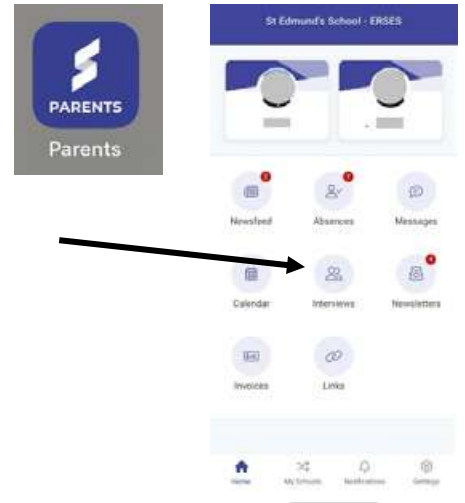 PARENTS
Parents
St Edmund's School - ERSES
Newsfeed
Absences
Messages
Calendar
Interviews
Newsletters
Invoices
Links
Home
My Schools
Notifications
Settings